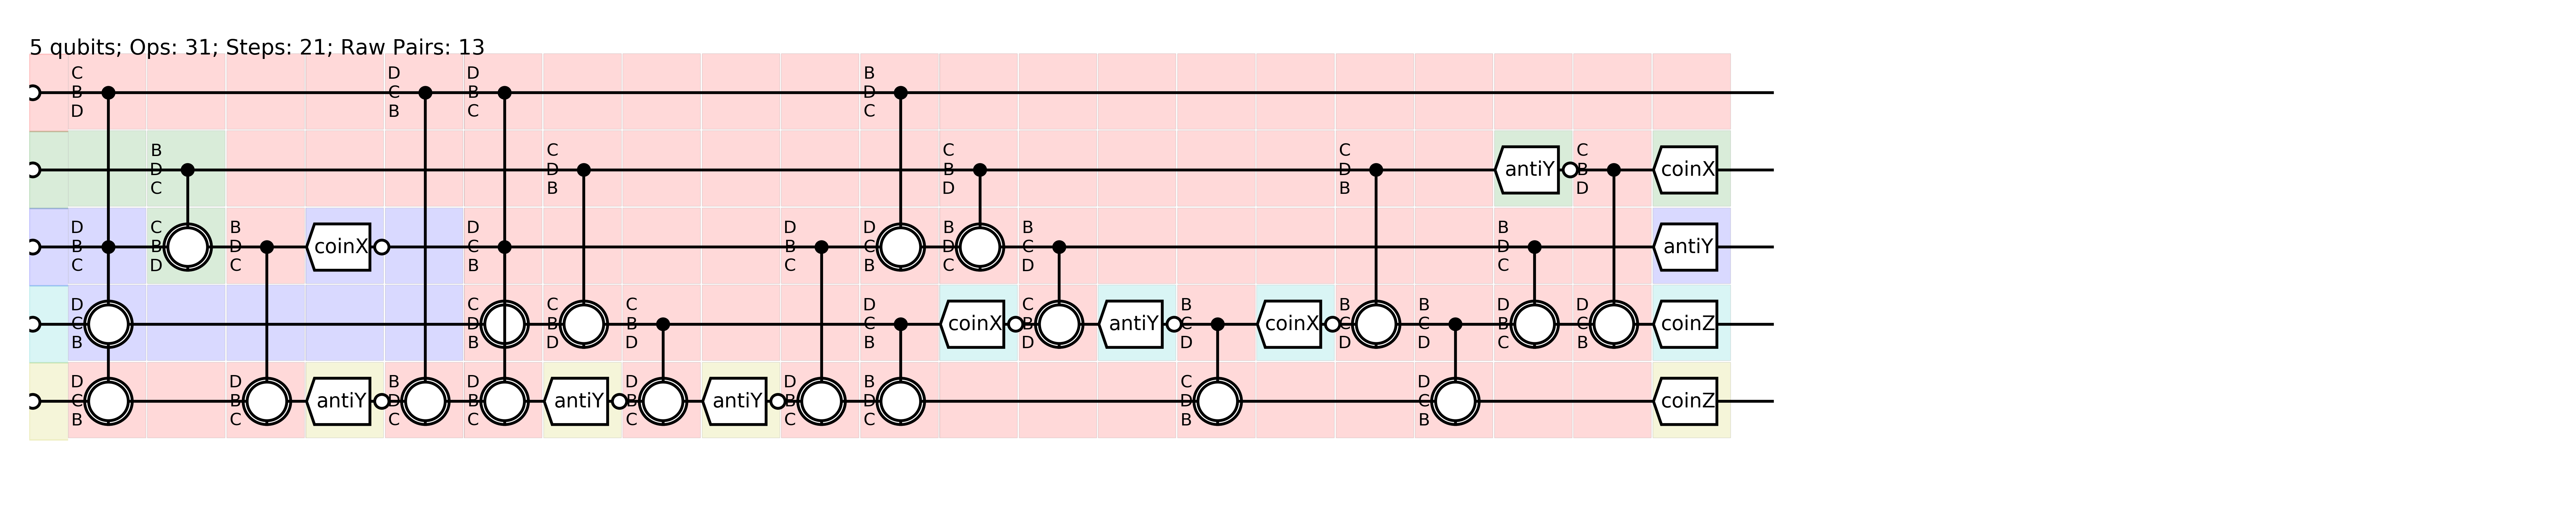 5 qubits; Ops: 31; Steps: 21; Raw Pairs: 13
C D D B
B C B D
D B C C
B C C C C
D D B D antiY B coinX
C B D B D
D C B D D D B B B
B B D coinX C B C D C D antiY
C D C B C B C D C
D C C C D C B B B D D
C D B B C coinX B antiY C coinX C C B C coinZ
B B D D B D D D D C B
D D B D D D B C D
C B antiY D B antiY B antiY B D D C coinZ
B C C C C C C B B